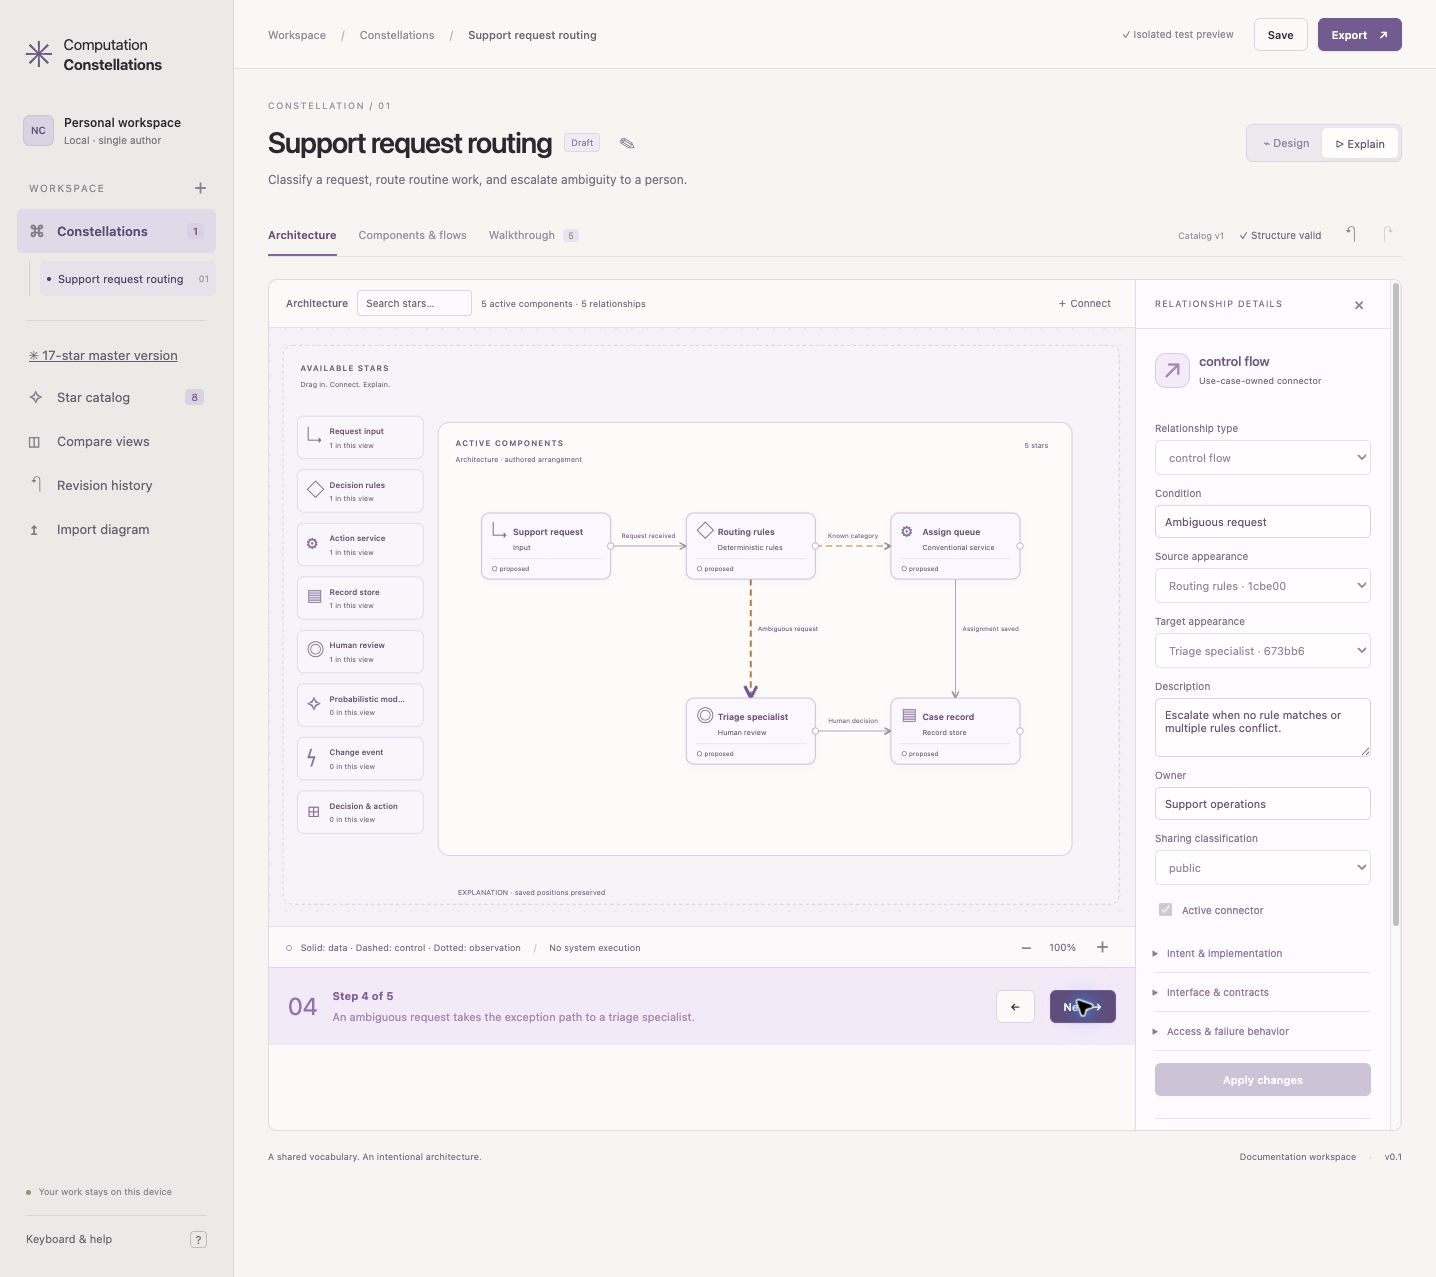 Computation
Constellations
NC
Personal workspace
Local · single author
WORKSPACE
Constellations
1
Support request routing
01
17-star master version
Star catalog
8
Compare views
Revision history
Import diagram
Your work stays on this device
Keyboard & help
?
Workspace / Constellations / Support request routing
✓ Isolated test preview
Save
Export
CONSTELLATION / 01
Support request routing
Draft
Design
Explain
Classify a request, route routine work, and escalate ambiguity to a person.
Architecture
Components & flows
Walkthrough
5
Catalog v1
✓ Structure valid
Architecture
Search stars...
5 active components · 5 relationships
+ Connect
AVAILABLE STARS
Drag in. Connect. Explain.
Request input
1 in this view
Decision rules
1 in this view
Action service
1 in this view
Record store
1 in this view
Human review
1 in this view
Probabilistic mod...
0 in this view
Change event
0 in this view
Decision & action
0 in this view
ACTIVE COMPONENTS
5 stars
Architecture · authored arrangement
Support request
Input
proposed
Request received
Routing rules
Deterministic rules
proposed
Known category
Assign queue
Conventional service
proposed
Ambiguous request
Assignment saved
Triage specialist
Human review
proposed
Human decision
Case record
Record store
proposed
EXPLANATION · saved positions preserved
Solid: data · Dashed: control · Dotted: observation / No system execution
− 100% +
04
Step 4 of 5
An ambiguous request takes the exception path to a triage specialist.
RELATIONSHIP DETAILS
control flow
Use-case-owned connector
Relationship type
control flow
Condition
Ambiguous request
Source appearance
Routing rules · 1cbe00
Target appearance
Triage specialist · 673bb6
Description
Escalate when no rule matches or
multiple rules conflict.
Owner
Support operations
Sharing classification
public
Active connector
Intent & implementation
Interface & contracts
Access & failure behavior
Apply changes
A shared vocabulary. An intentional architecture.
Documentation workspace · v0.1